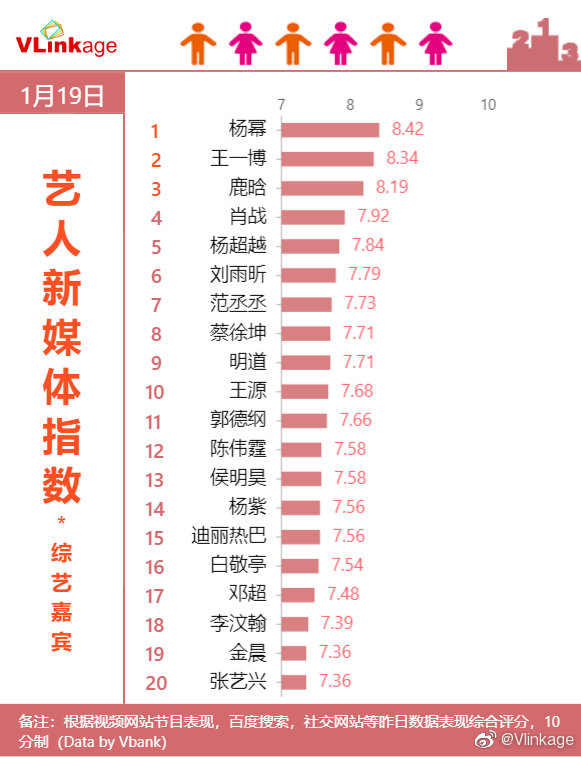 VLinkage
2 1 3
1月19日
艺人新媒体指数
*综艺嘉宾
7 8 9 10
1 杨幂 8.42
2 王一博 8.34
3 鹿晗 8.19
4 肖战 7.92
5 杨超越 7.84
6 刘雨昕 7.79
7 范丞丞 7.73
8 蔡徐坤 7.71
9 明道 7.71
10 王源 7.68
11 郭德纲 7.66
12 陈伟霆 7.58
13 侯明昊 7.58
14 杨紫 7.56
15 迪丽热巴 7.56
16 白敬亭 7.54
17 邓超 7.48
18 李汶翰 7.39
19 金晨 7.36
20 张艺兴 7.36
备注：根据视频网站节目表现，百度搜索，社交网站等昨日数据表现综合评分，10
分制（Data by Vbank）
@Vlinkage